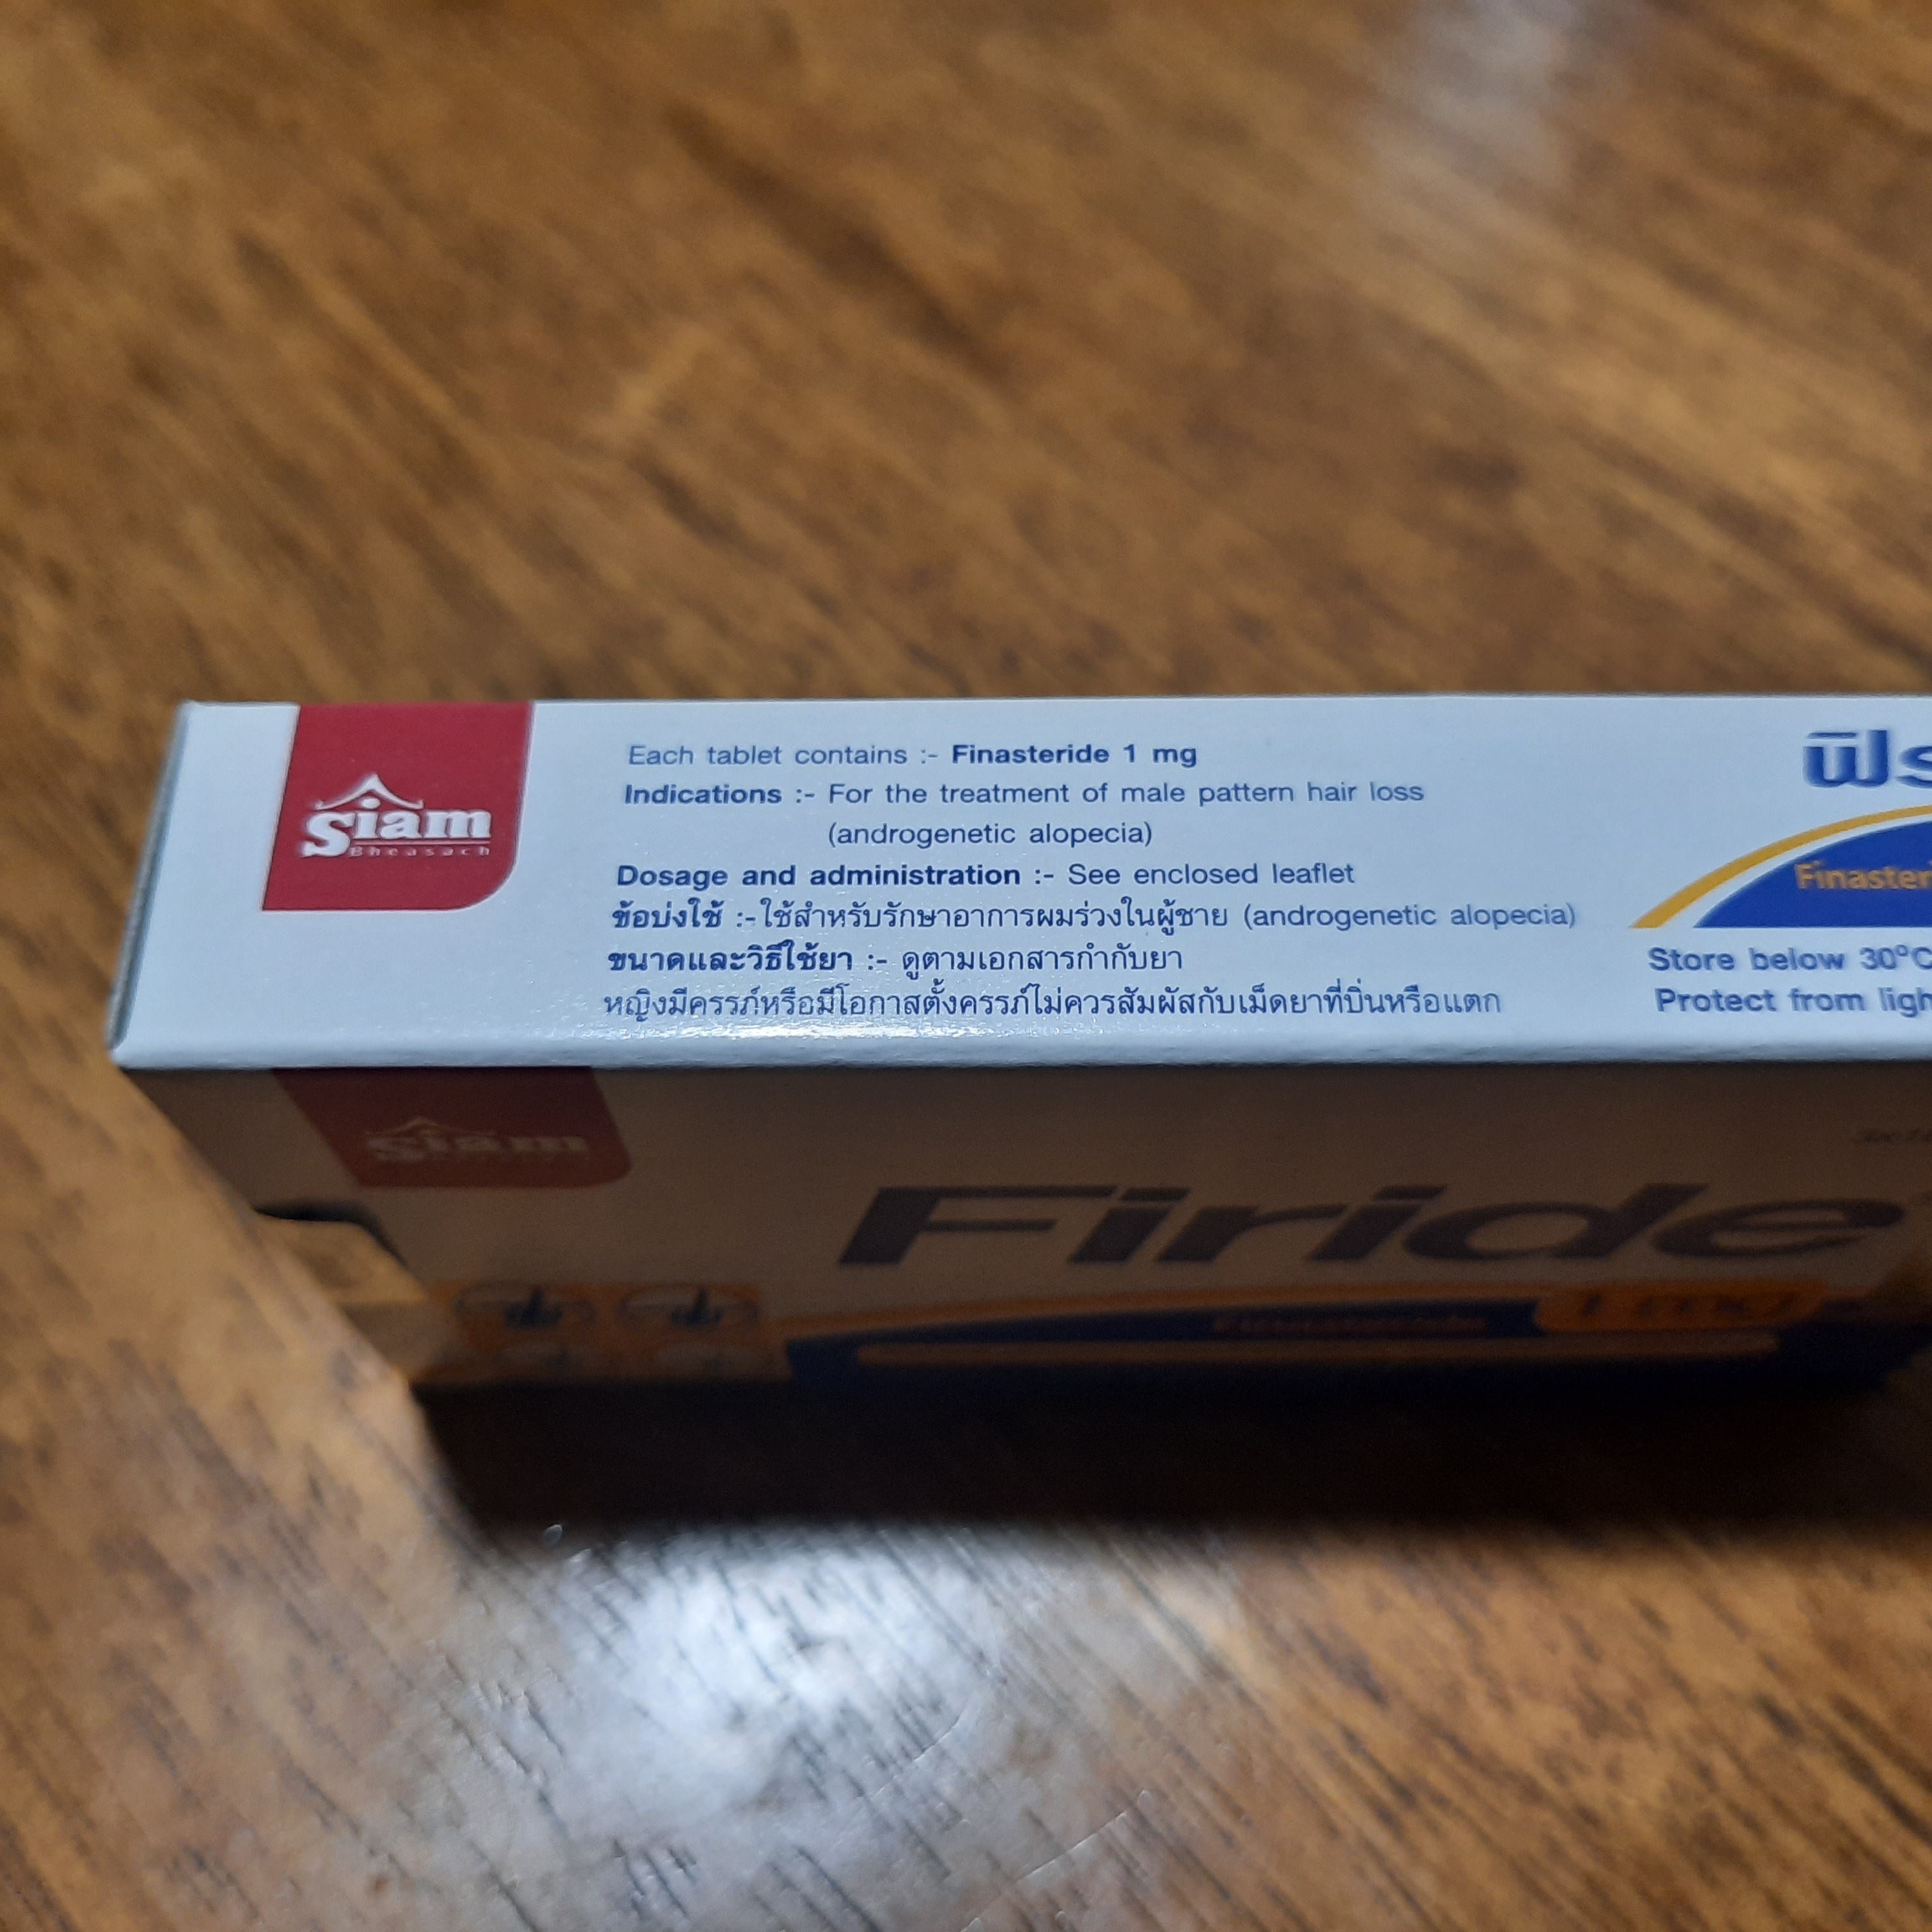 Siam
Bheasach
Each tablet contains :- Finasteride 1 mg
Indications :- For the treatment of male pattern hair loss
(androgenetic alopecia)
Dosage and administration :- See enclosed leaflet
ข้อบ่งใช้ :- ใช้สำหรับรักษาอาการผมร่วงในผู้ชาย (androgenetic alopecia)
ขนาดและวิธีใช้ยา :- ดูตามเอกสารกำกับยา
หญิงมีครรภ์หรือมีโอกาสตั้งครรภ์ไม่ควรสัมผัสกับเม็ดยาที่บิ่นหรือแตก
Store below 30°C
Protect from
Siam
Firide
1 mg